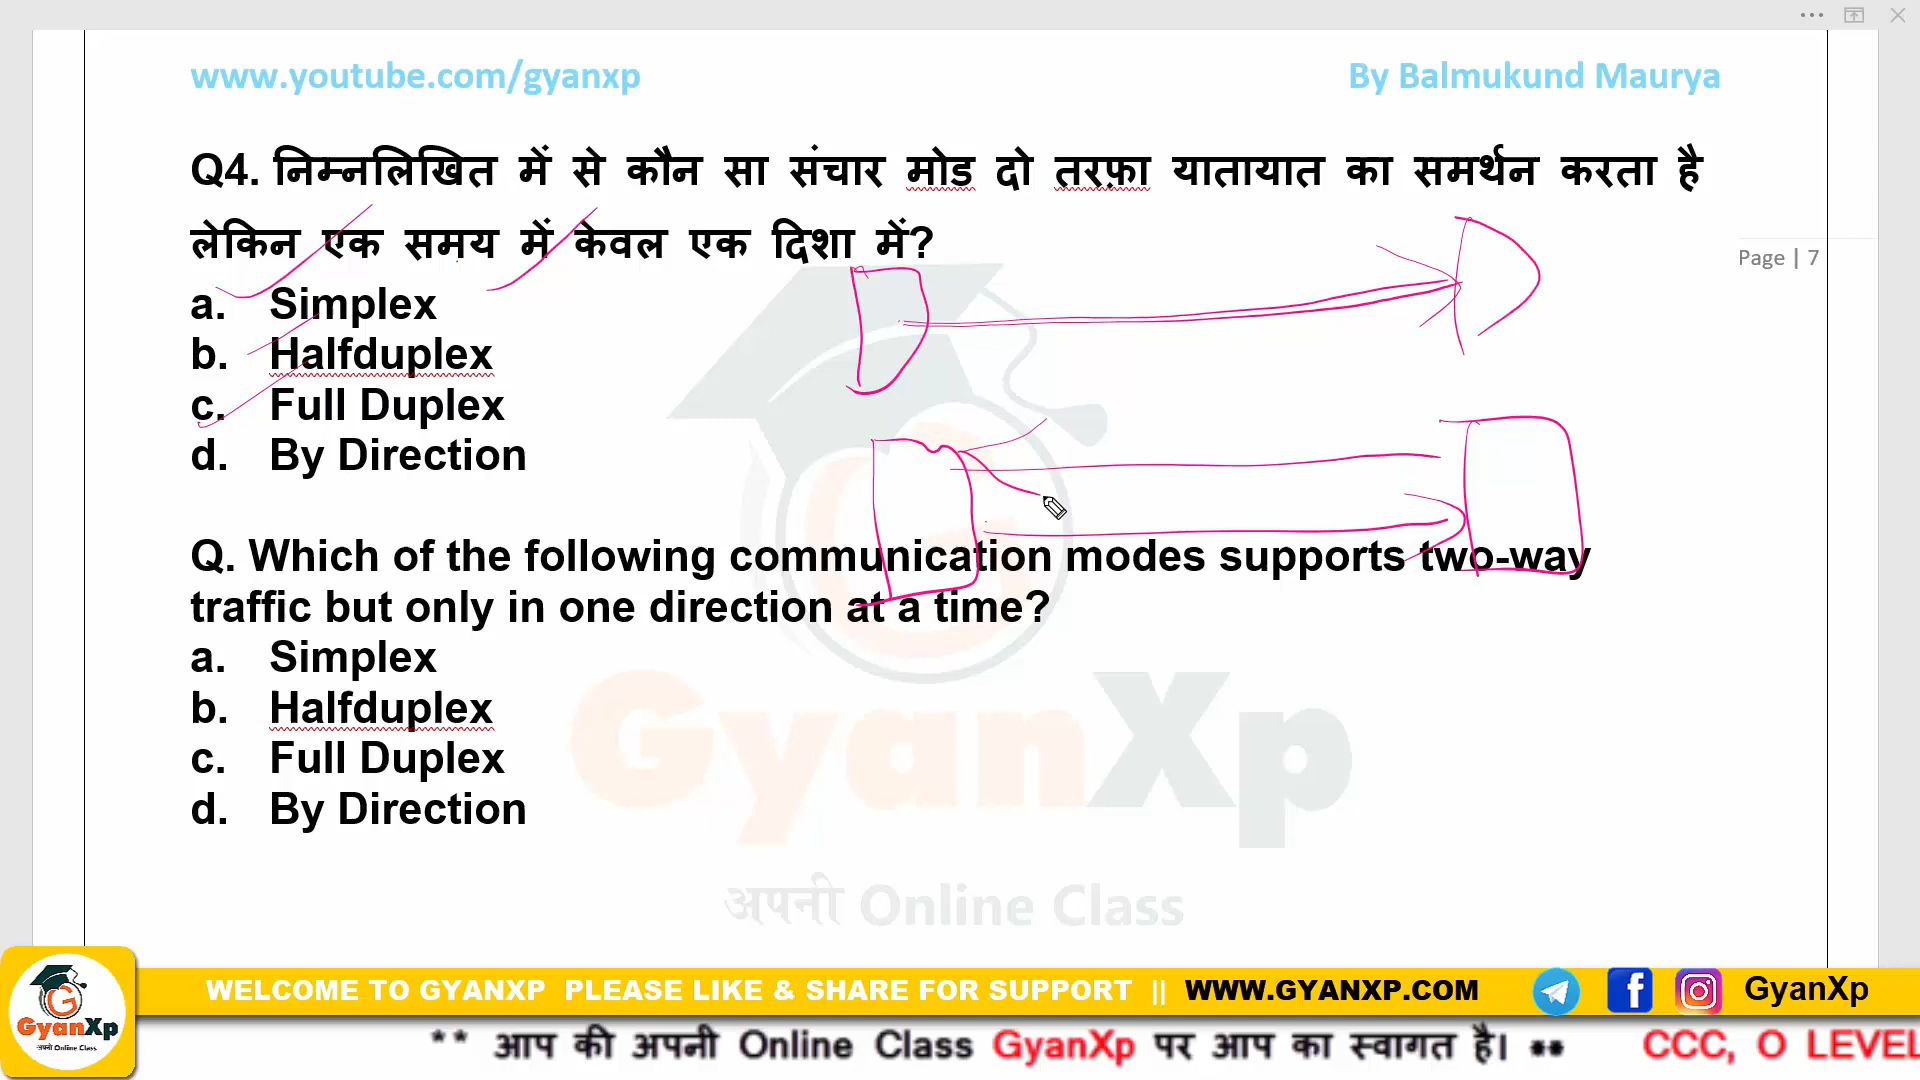 www.youtube.com/gyanxp By Balmukund Maurya
Q4. निम्नलिखित में से कौन सा संचार मोड दो तरफ़ा यातायात का समर्थन करता है
लेकिन एक समय में केवल एक दिशा में?
Page | 7
a. Simplex
b. Halfduplex
c. Full Duplex
d. By Direction
Q. Which of the following communication modes supports two-way
traffic but only in one direction at a time?
a. Simplex
b. Halfduplex
c. Full Duplex
d. By Direction
GyanXp
अपनी Online Class
WELCOME TO GYANXP PLEASE LIKE & SHARE FOR SUPPORT || WWW.GYANXP.COM GyanXp
GyanXp
अपनी Online Class
** आप की अपनी Online Class GyanXp पर आप का स्वागत है। ** CCC, O LEVEL